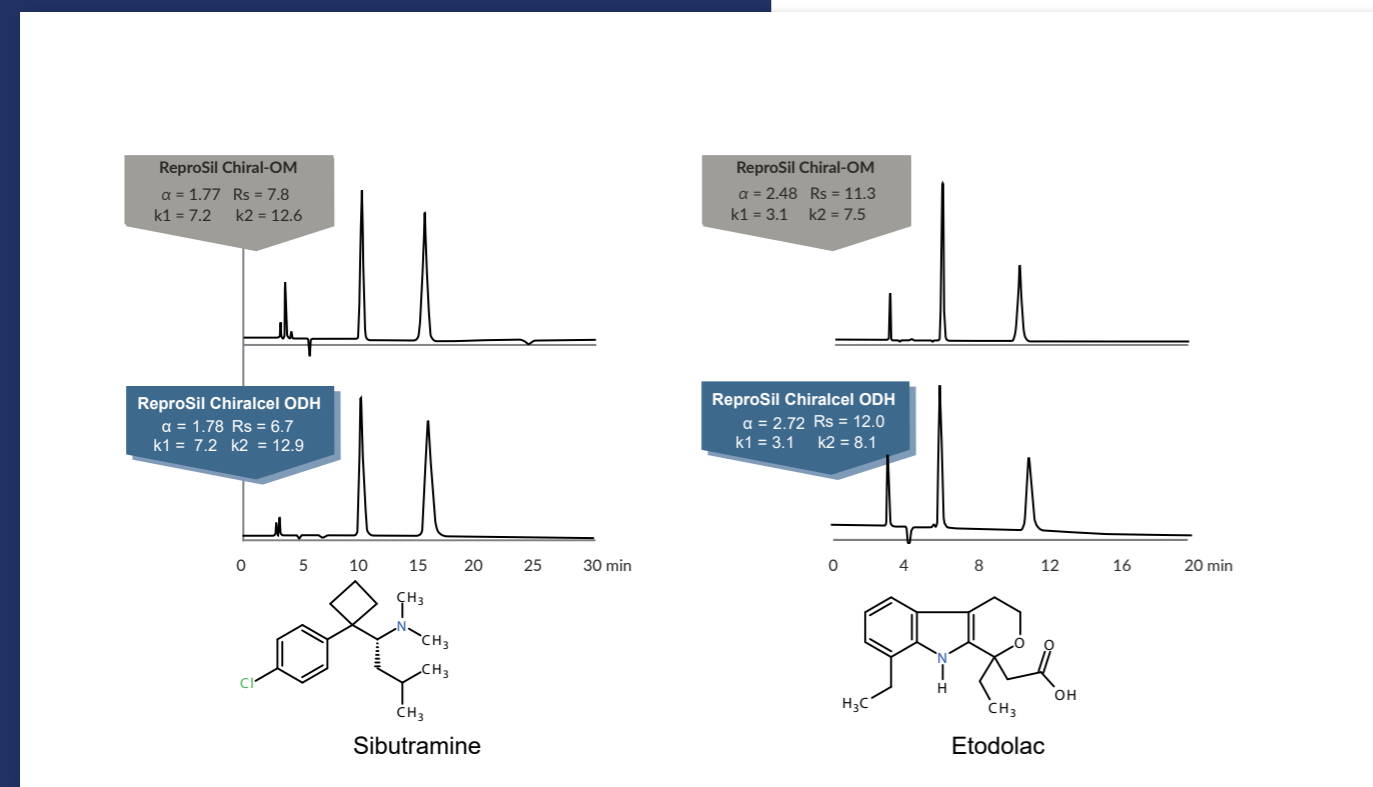 ReproSil Chiral-OM
α = 1.77 Rs = 7.8
k1 = 7.2 k2 = 12.6
ReproSil Chiral-OM
α = 2.48 Rs = 11.3
k1 = 3.1 k2 = 7.5
ReproSil Chiralcel ODH
α = 1.78 Rs = 6.7
k1 = 7.2 k2 = 12.9
ReproSil Chiralcel ODH
α = 2.72 Rs = 12.0
k1 = 3.1 k2 = 8.1
0 5 10 15 20 25 30 min
0 4 8 12 16 20 min
CH3
N
CH3
CH3
Cl
CH3
O
O
N
H
OH
H3C
CH3
Sibutramine
Etodolac